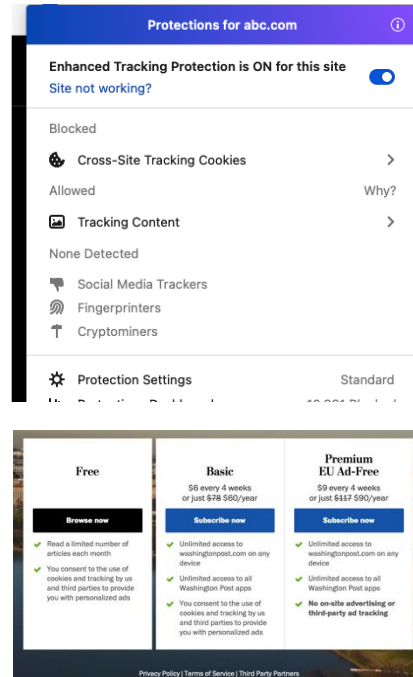 Protections for abc.com
Enhanced Tracking Protection is ON for this site
Site not working?
Blocked
Cross-Site Tracking Cookies
Allowed Why?
Tracking Content
None Detected
Social Media Trackers
Fingerprinters
Cryptominers
Protection Settings Standard
Free
Browse now
Read a limited number of
articles each month
You consent to the use of
cookies and tracking by us
and third parties to provide
you with personalized ads
Basic
$6 every 4 weeks
or just $78 $60/year
Subscribe now
Unlimited access to
washingtonpost.com on any
device
Unlimited access to all
Washington Post apps
You consent to the use of
cookies and tracking by us
and third parties to provide
you with personalized ads
Premium
EU Ad-Free
$9 every 4 weeks
or just $117 $90/year
Subscribe now
Unlimited access to
washingtonpost.com on any
device
Unlimited access to all
Washington Post apps
No on-site advertising or
third-party ad tracking
Privacy Policy | Terms of Service | Third Party Partners